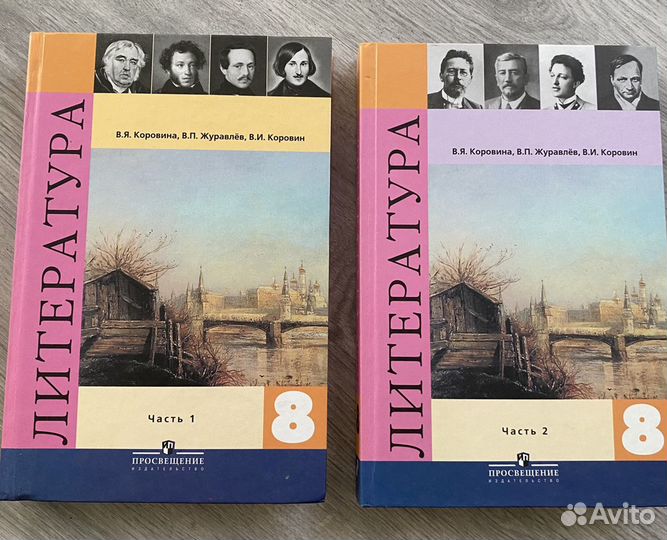 ЛИТЕРАТУРА
В.Я. Коровина, В.П. Журавлёв, В.И. Коровин
Часть 1
8
ПРОСВЕЩЕНИЕ
ИЗДАТЕЛЬСТВО
ЛИТЕРАТУРА
В.Я. Коровина, В.П. Журавлёв, В.И. Коровин
Часть 2
8
ПРОСВЕЩЕНИЕ
ИЗДАТЕЛЬСТВО
Avito